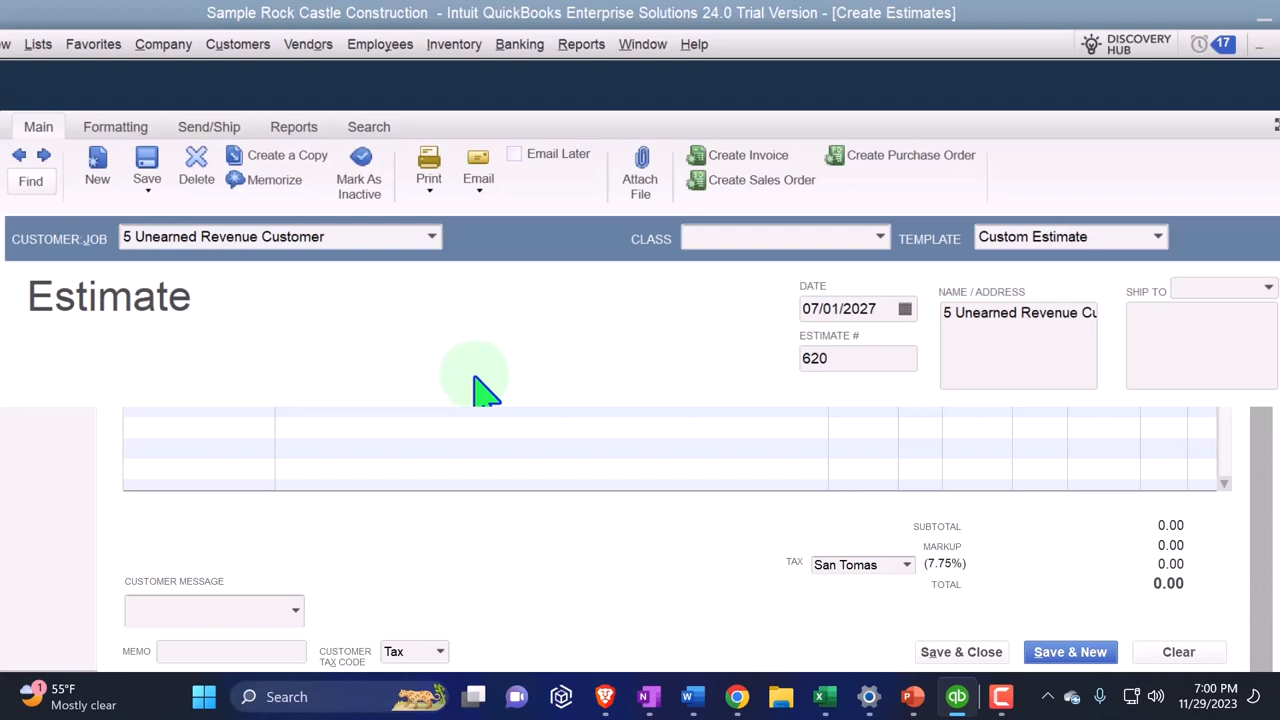 Sample Rock Castle Construction - Intuit QuickBooks Enterprise Solutions 24.0 Trial Version - [Create Estimates]
Lists Favorites Company Customers Vendors Employees Inventory Banking Reports Window Help
DISCOVERY HUB 17
Main Formatting Send/Ship Reports Search
Find New Save Delete Create a Copy Memorize Mark As Inactive Print Email Email Later Attach File Create Invoice Create Sales Order Create Purchase Order
CUSTOMER:JOB 5 Unearned Revenue Customer CLASS TEMPLATE Custom Estimate
Estimate
DATE
07/01/2027
ESTIMATE #
620
NAME / ADDRESS
5 Unearned Revenue Cu
SHIP TO
SUBTOTAL 0.00
MARKUP 0.00
TAX San Tomas (7.75%) 0.00
TOTAL 0.00
CUSTOMER MESSAGE
MEMO CUSTOMER TAX CODE Tax
Save & Close Save & New Clear
1 55°F
Mostly clear
Search
7:00 PM
11/29/2023